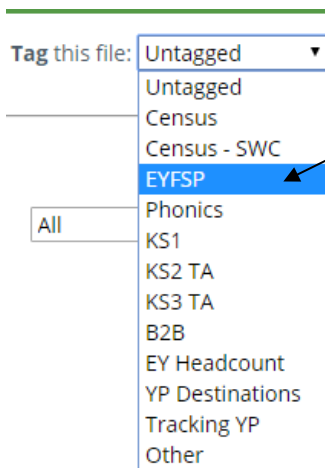 Tag this file: Untagged
Untagged
Census
Census - SWC
EYFSP
Phonics
All
KS1
KS2 TA
KS3 TA
B2B
EY Headcount
YP Destinations
Tracking YP
Other